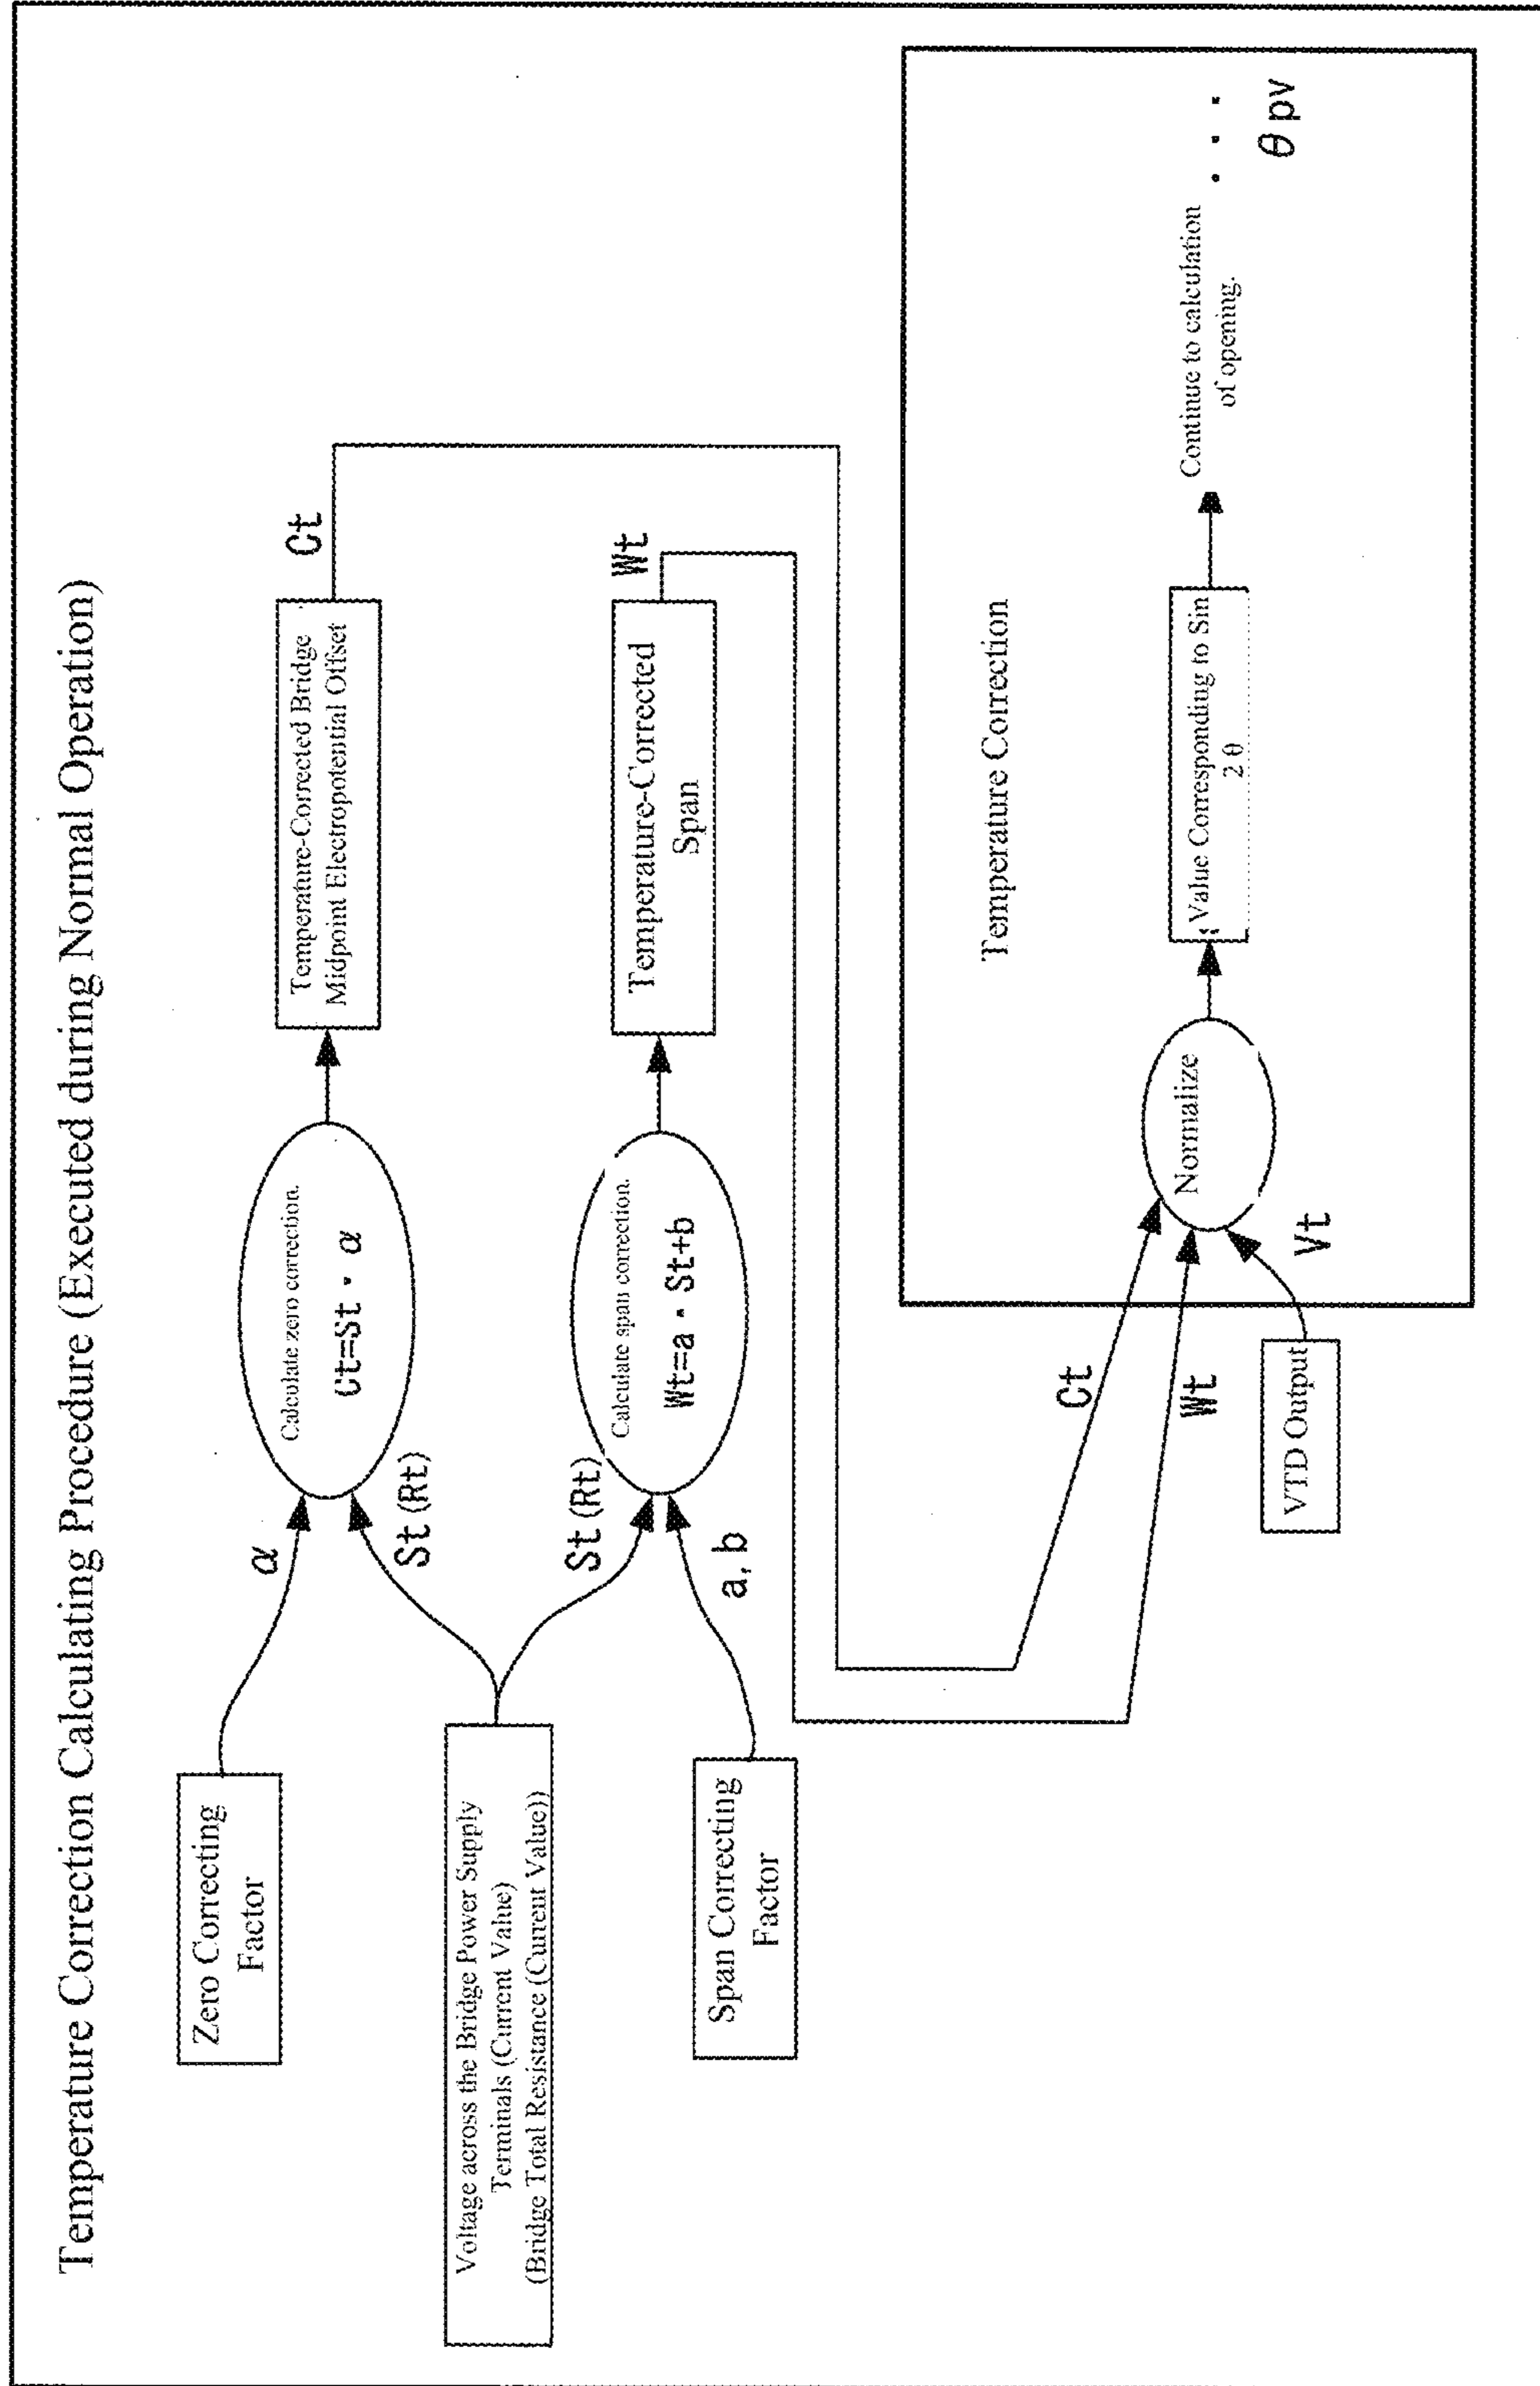 Temperature Correction Calculating Procedure (Executed during Normal Operation)
Zero Correcting
Factor
α
Calculate zero correction.
Ct=St・α
St(Rt)
Temperature-Corrected Bridge
Midpoint Electropotential Offset
Ct
Voltage across the Bridge Power Supply
Terminals (Current Value)
(Bridge Total Resistance (Current Value))
St(Rt)
Calculate span correction.
Wt=a・St+b
a, b
Temperature-Corrected
Span
Wt
Span Correcting
Factor
Temperature Correction
Ct
Wt
VTD Output
Vt
Normalize
Value Corresponding to Sin
2θ
Continue to calculation
of opening.
・・・
θpv